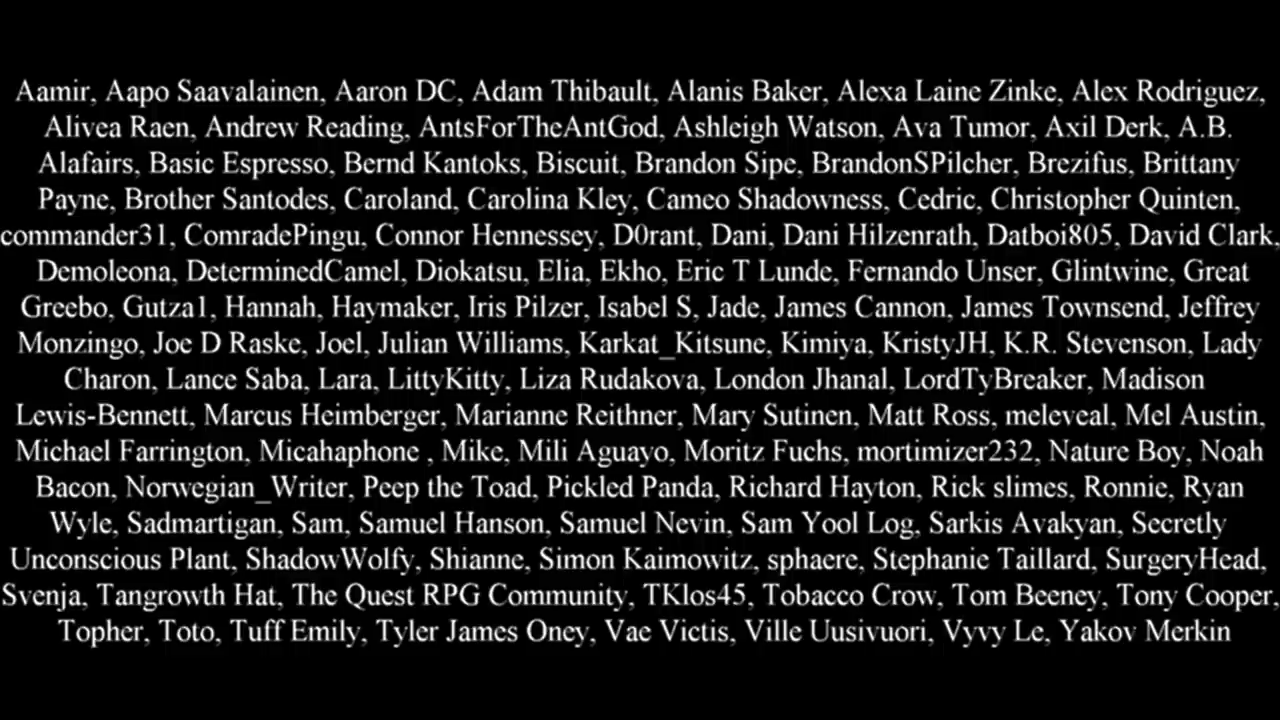 Aamir, Aapo Saavalainen, Aaron DC, Adam Thibault, Alanis Baker, Alexa Laine Zinke, Alex Rodriguez,
Alivea Raen, Andrew Reading, AntsForTheAntGod, Ashleigh Watson, Ava Tumor, Axil Derk, A.B.
Alafairs, Basic Espresso, Bernd Kantoks, Biscuit, Brandon Sipe, BrandonSPilcher, Brezifus, Brittany
Payne, Brother Santodes, Caroland, Carolina Kley, Cameo Shadowness, Cedric, Christopher Quinten,
commander31, ComradePingu, Connor Hennessey, D0rant, Dani, Dani Hilzenrath, Datboi805, David Clark,
Demoleona, DeterminedCamel, Diokatsu, Elia, Ekho, Eric T Lunde, Fernando Unser, Glintwine, Great
Greebo, Gutza1, Hannah, Haymaker, Iris Pilzer, Isabel S, Jade, James Cannon, James Townsend, Jeffrey
Monzingo, Joe D Raske, Joel, Julian Williams, Karkat_Kitsune, Kimiya, KristyJH, K.R. Stevenson, Lady
Charon, Lance Saba, Lara, LittyKitty, Liza Rudakova, London Jhanal, LordTyBreaker, Madison
Lewis-Bennett, Marcus Heimberger, Marianne Reithner, Mary Sutinen, Matt Ross, meleveal, Mel Austin,
Michael Farrington, Micahaphone , Mike, Mili Aguayo, Moritz Fuchs, mortimizer232, Nature Boy, Noah
Bacon, Norwegian_Writer, Peep the Toad, Pickled Panda, Richard Hayton, Rick slimes, Ronnie, Ryan
Wyle, Sadmartigan, Sam, Samuel Hanson, Samuel Nevin, Sam Yool Log, Sarkis Avakyan, Secretly
Unconscious Plant, ShadowWolfy, Shianne, Simon Kaimowitz, sphaere, Stephanie Taillard, SurgeryHead,
Svenja, Tangrowth Hat, The Quest RPG Community, TKlos45, Tobacco Crow, Tom Beeney, Tony Cooper,
Topher, Toto, Tuff Emily, Tyler James Oney, Vae Victis, Ville Uusivuori, Vyvy Le, Yakov Merkin